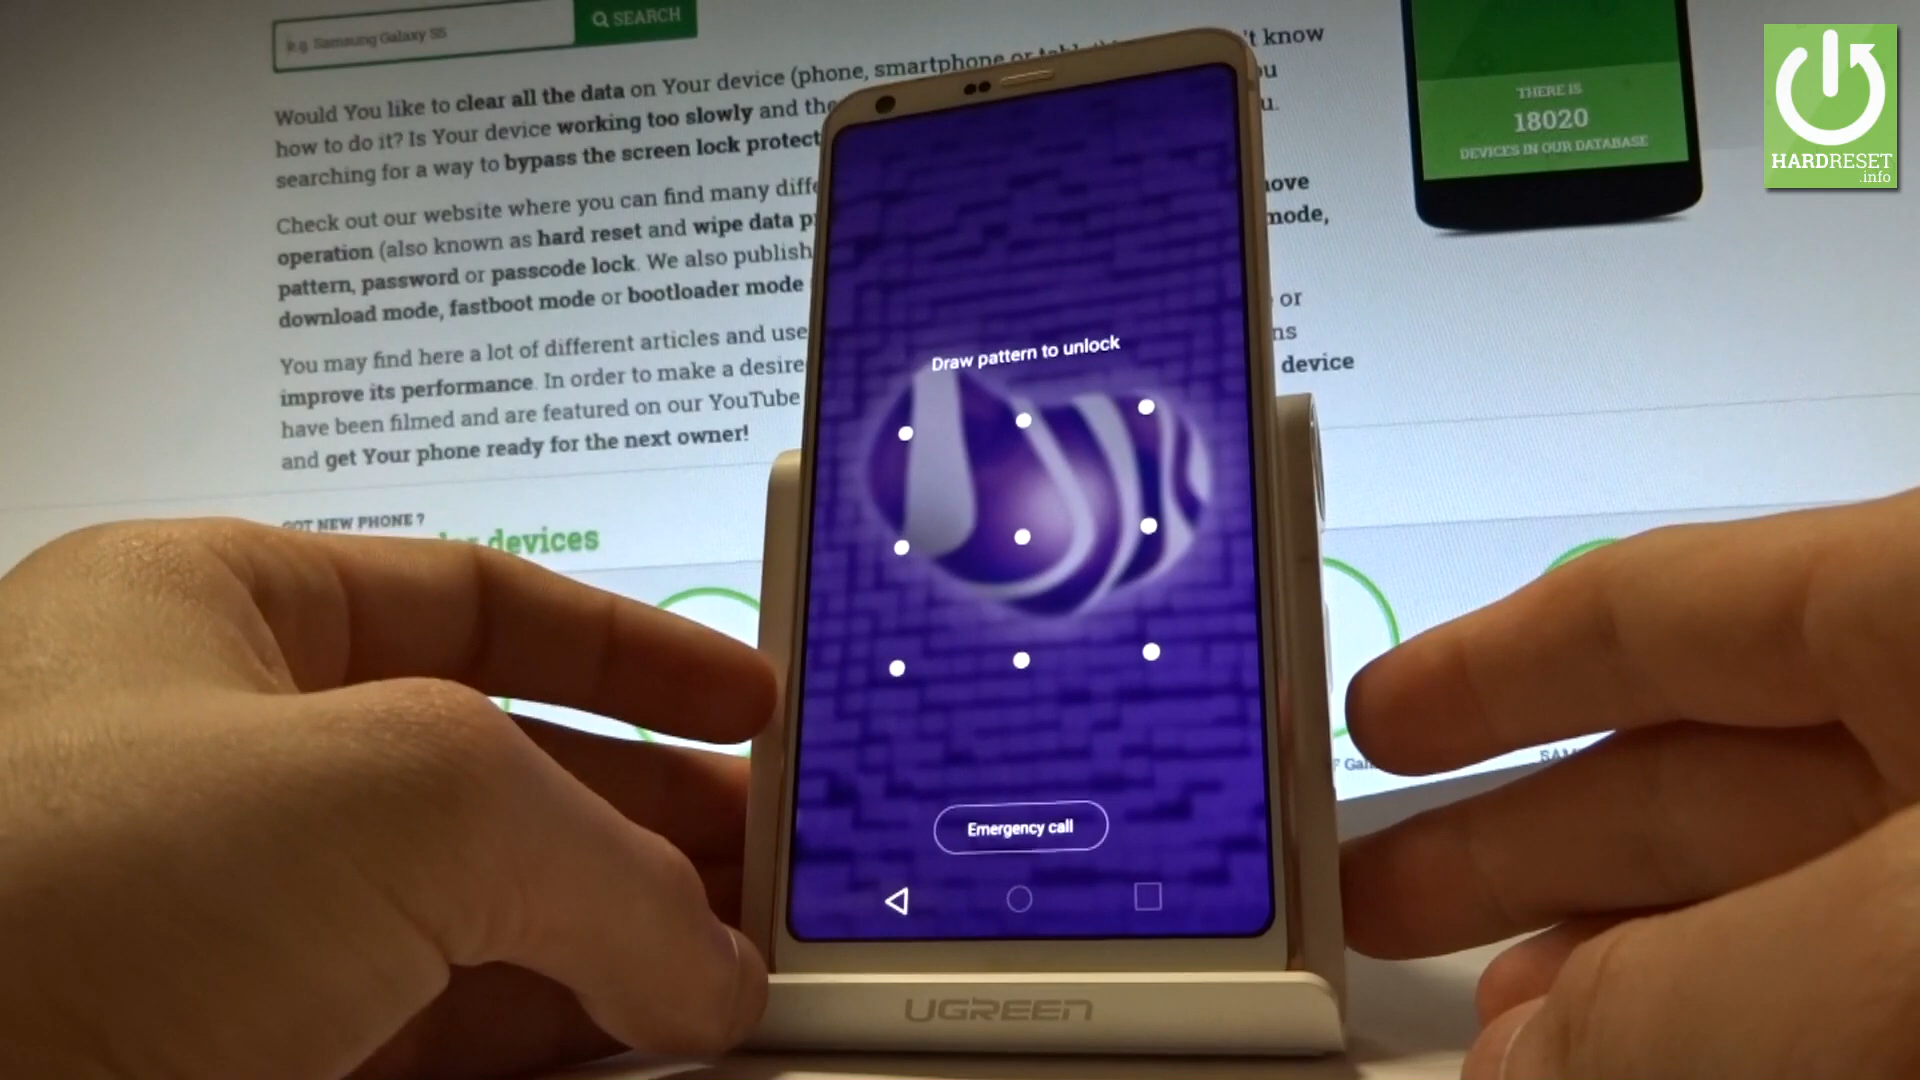 e.g. Samsung Galaxy S5
SEARCH
Would You like to clear all the data on Your device (phone, smartphone or
't know
how to do it? Is Your device working too slowly and the
searching for a way to bypass the screen lock protect
u.
Check out our website where you can find many diffe
operation (also known as hard reset and wipe data p
mode,
pattern, password or passcode lock. We also publish
download mode, fastboot mode or bootloader mode
or
You may find here a lot of different articles and use
ns
improve its performance. In order to make a desire
device
have been filmed and are featured on our YouTube
and get Your phone ready for the next owner!
GOT NEW PHONE ?
devices
THERE IS
18020
DEVICES IN OUR DATABASE
HARDRESET
.info
Draw pattern to unlock
Emergency call
UGREEN